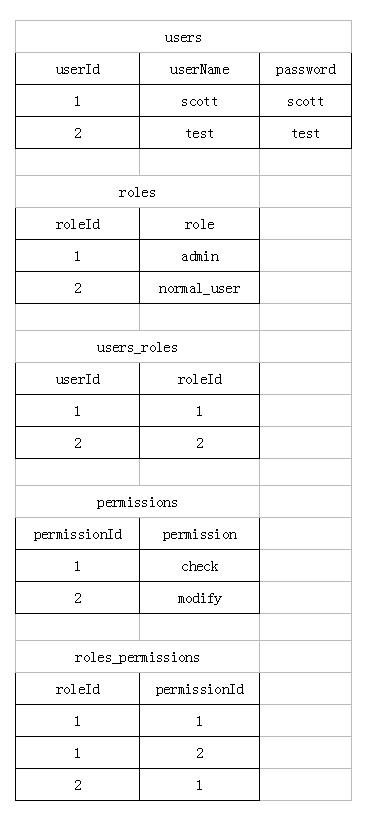 users
userId userName password
1 scott scott
2 test test
roles
roleId role
1 admin
2 normal_user
users_roles
userId roleId
1 1
2 2
permissions
permissionId permission
1 check
2 modify
roles_permissions
roleId permissionId
1 1
1 2
2 1